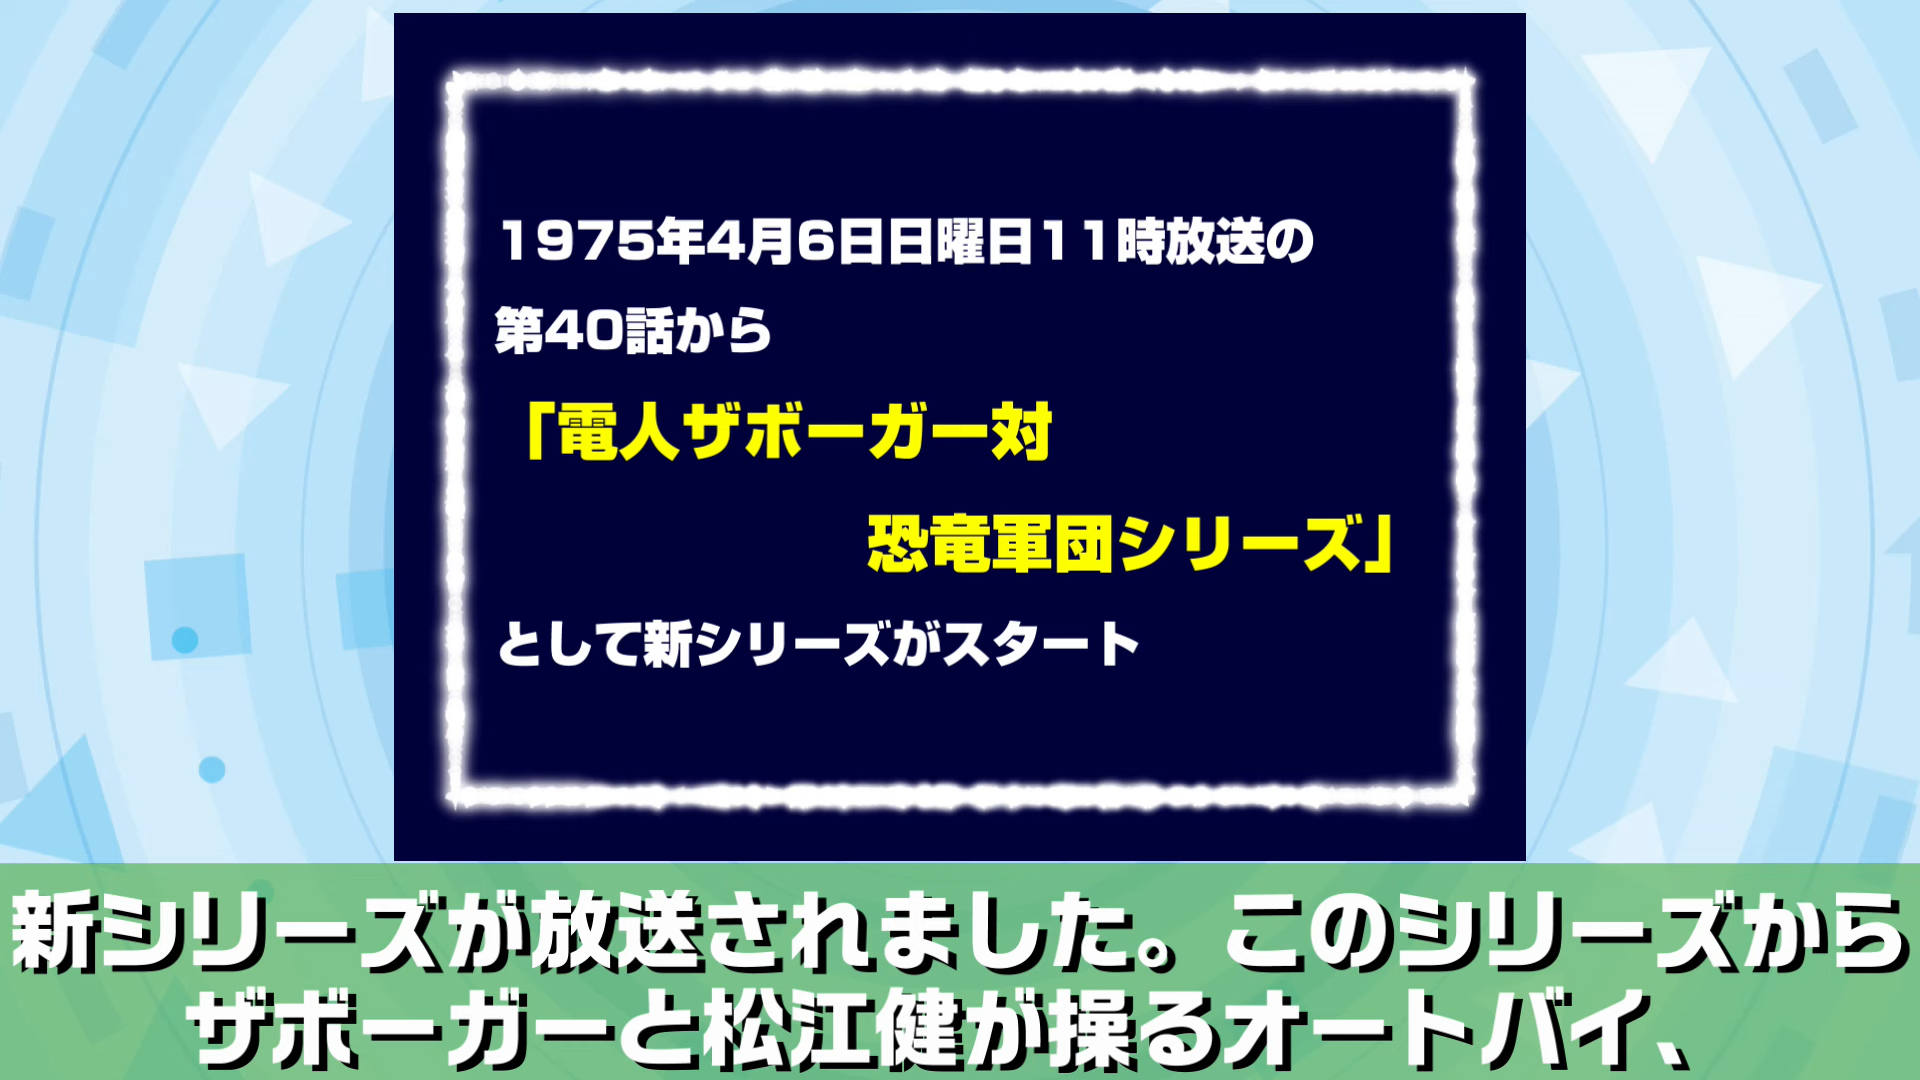 1975年4月6日日曜日11時放送の
第40話から
「電人ザボーガー対
恐竜軍団シリーズ」
として新シリーズがスタート
新シリーズが放送されました。このシリーズから
ザボーガーと松江健が操るオートバイ、